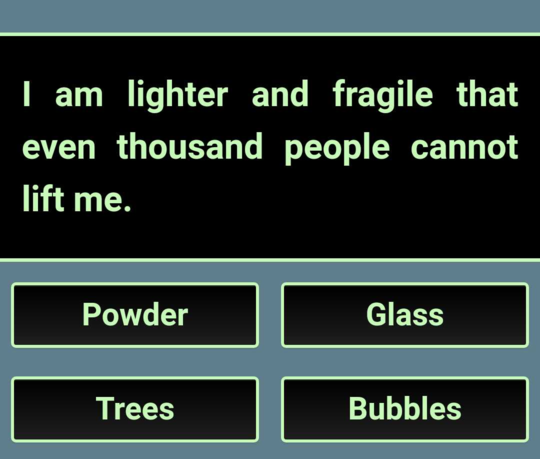 I am lighter and fragile that
even thousand people cannot
lift me.
Powder
Glass
Trees
Bubbles